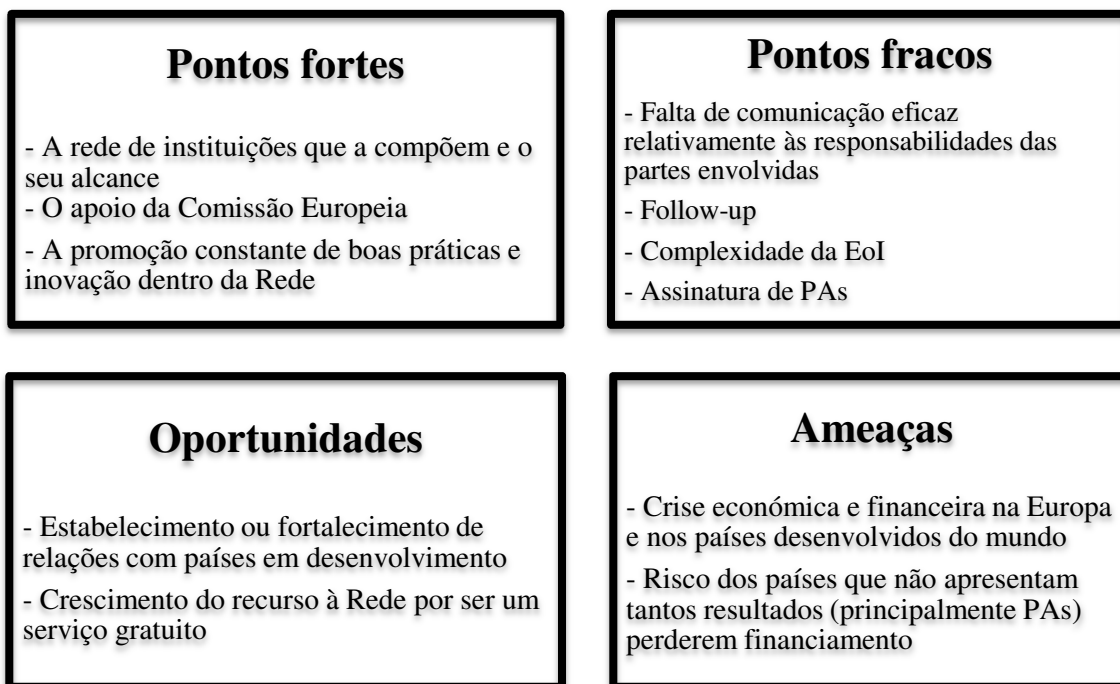 Pontos fortes
- A rede de instituições que a compõem e o
seu alcance
- O apoio da Comissão Europeia
- A promoção constante de boas práticas e
inovação dentro da Rede
Pontos fracos
- Falta de comunicação eficaz
relativamente às responsabilidades das
partes envolvidas
- Follow-up
- Complexidade da EoI
- Assinatura de PAs
Oportunidades
- Estabelecimento ou fortalecimento de
relações com países em desenvolvimento
- Crescimento do recurso à Rede por ser um
serviço gratuito
Ameaças
- Crise económica e financeira na Europa
e nos países desenvolvidos do mundo
- Risco dos países que não apresentam
tantos resultados (principalmente PAs)
perderem financiamento